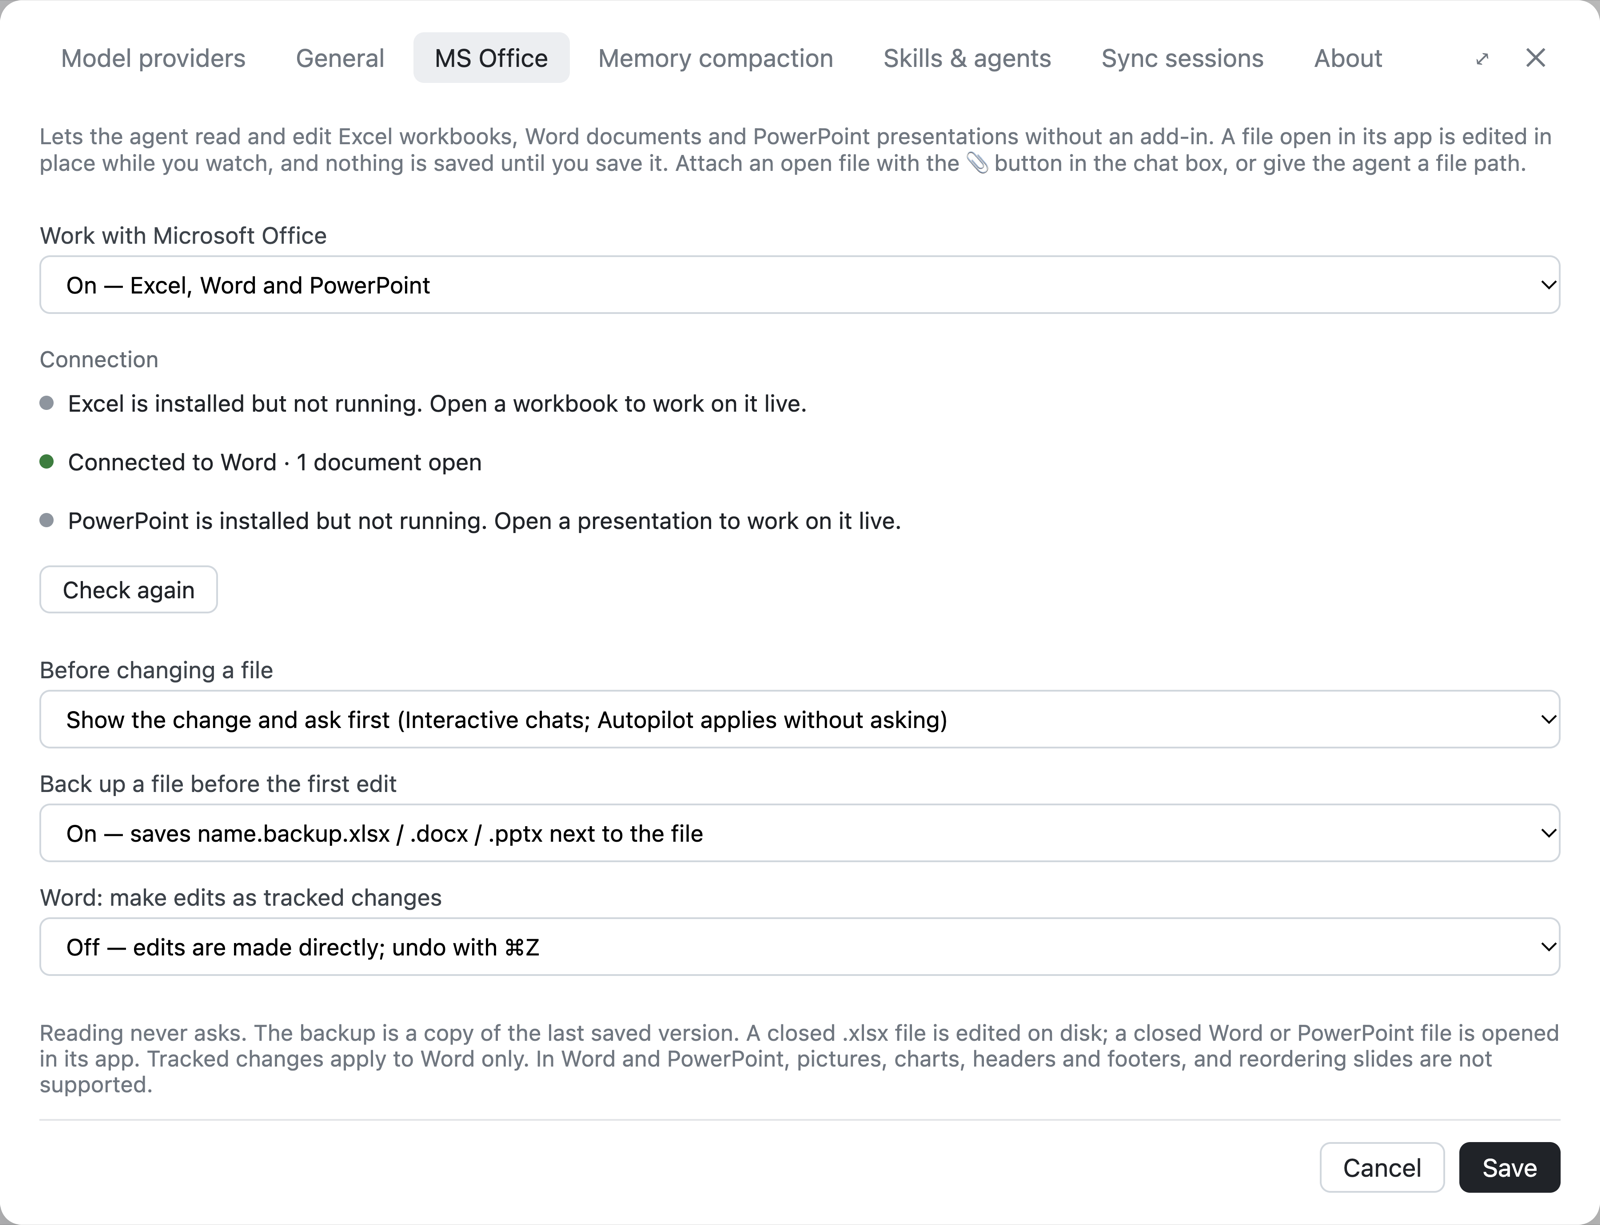 Model providers General MS Office Memory compaction Skills & agents Sync sessions About
Lets the agent read and edit Excel workbooks, Word documents and PowerPoint presentations without an add-in. A file open in its app is edited in
place while you watch, and nothing is saved until you save it. Attach an open file with the 📎 button in the chat box, or give the agent a file path.
Work with Microsoft Office
On — Excel, Word and PowerPoint
Connection
Excel is installed but not running. Open a workbook to work on it live.
Connected to Word · 1 document open
PowerPoint is installed but not running. Open a presentation to work on it live.
Check again
Before changing a file
Show the change and ask first (Interactive chats; Autopilot applies without asking)
Back up a file before the first edit
On — saves name.backup.xlsx / .docx / .pptx next to the file
Word: make edits as tracked changes
Off — edits are made directly; undo with ⌘Z
Reading never asks. The backup is a copy of the last saved version. A closed .xlsx file is edited on disk; a closed Word or PowerPoint file is opened
in its app. Tracked changes apply to Word only. In Word and PowerPoint, pictures, charts, headers and footers, and reordering slides are not
supported.
Cancel Save